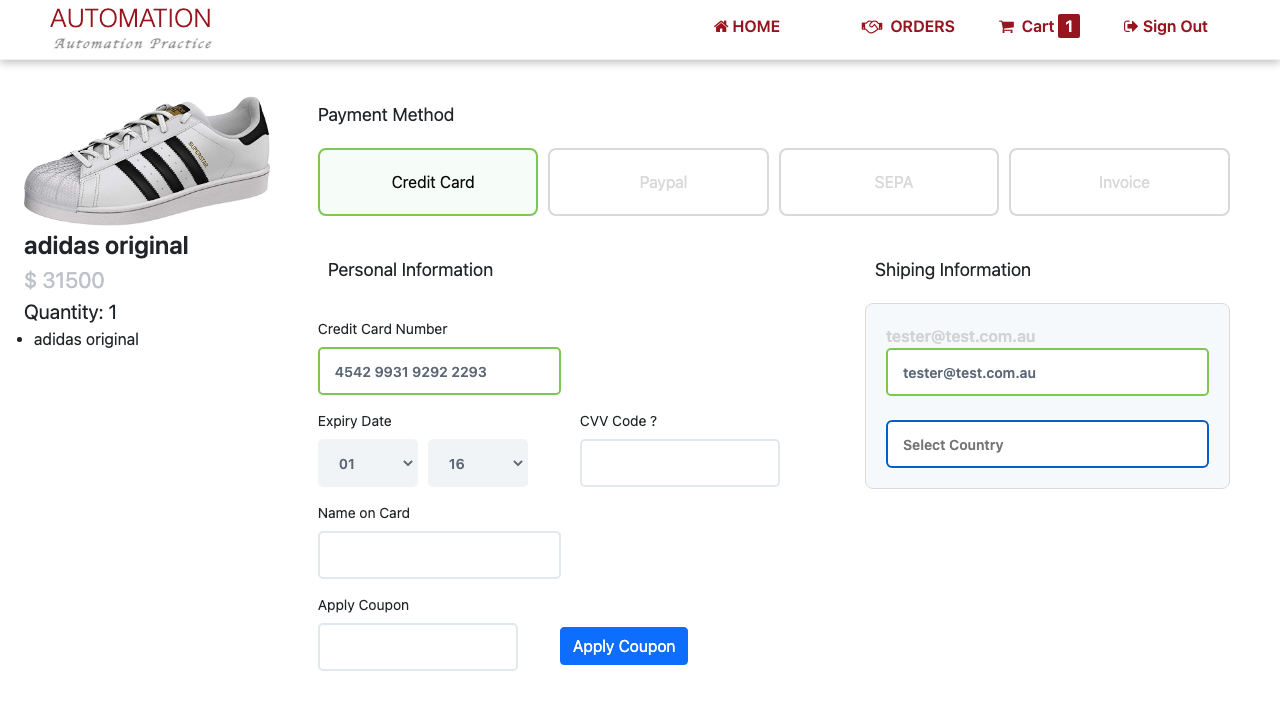 AUTOMATION
Automation Practice
HOME
ORDERS
Cart 1
Sign Out
SUPERSTAR
adidas original
$ 31500
Quantity: 1
adidas original
Payment Method
Credit Card
Paypal
SEPA
Invoice
Personal Information
Credit Card Number
4542 9931 9292 2293
Expiry Date
CVV Code ?
01
16
Name on Card
Apply Coupon
Apply Coupon
Shiping Information
tester@test.com.au
tester@test.com.au
Select Country